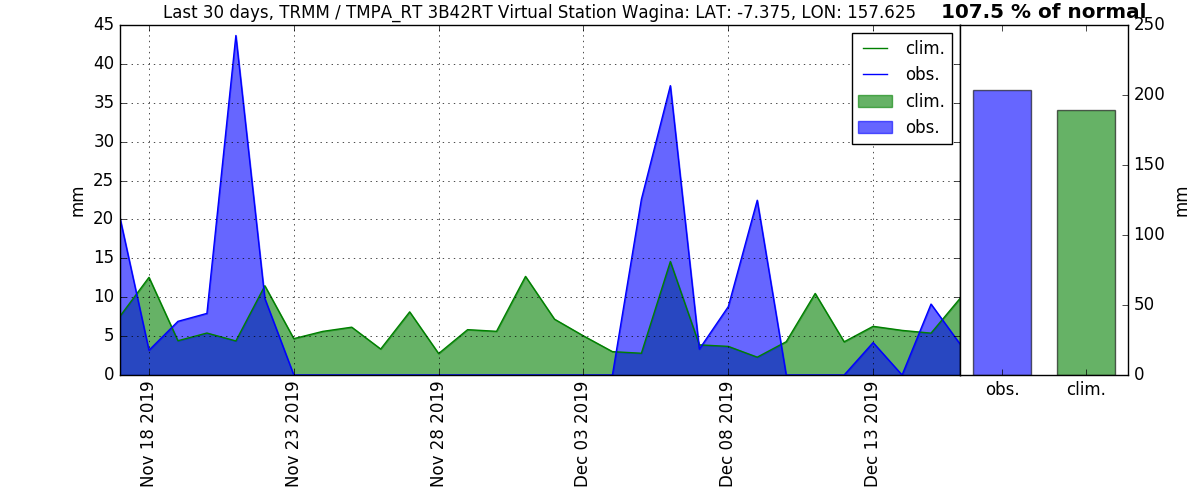 Last 30 days, TRMM / TMPA_RT 3B42RT Virtual Station Wagina: LAT: -7.375, LON: 157.625
107.5 % of normal
45
40
35
30
25
20
15
10
5
0
mm
clim.
obs.
clim.
obs.
250
200
150
100
50
0
mm
obs.
clim.
Nov 18 2019
Nov 23 2019
Nov 28 2019
Dec 03 2019
Dec 08 2019
Dec 13 2019